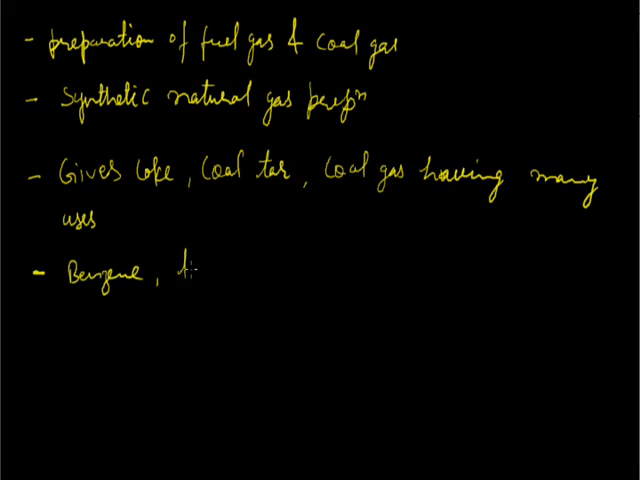 - preparation of fuel gas & coal gas
- Synthetic natural gas prepn
- Gives Coke, Coal tar, Coal gas having many
uses
- Benzene,